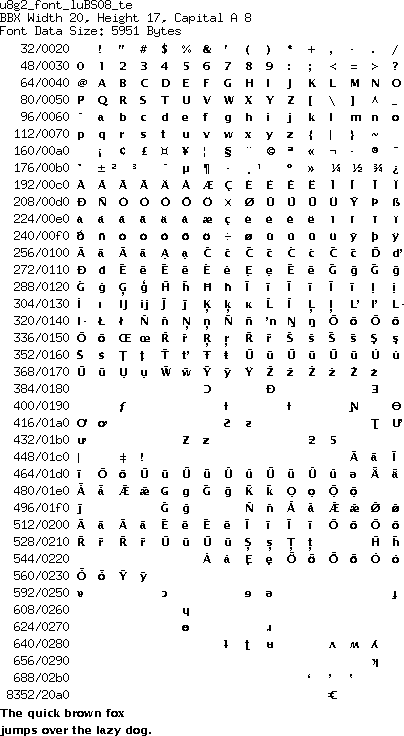 u8g2_font_luBS08_te
BBX Width 20, Height 17, Capital A 8
Font Data Size: 5951 Bytes
32/0020 ! " # $ % & ' ( ) * + , - . /
48/0030 0 1 2 3 4 5 6 7 8 9 : ; < = > ?
64/0040 @ A B C D E F G H I J K L M N O
80/0050 P Q R S T U V W X Y Z [ \ ] ^ _
96/0060 ` a b c d e f g h i j k l m n o
112/0070 p q r s t u v w x y z { | } ~
160/00a0 ¡ ¢ £ ¤ ¥ ¦ § ¨ © ª « ¬ - ® ¯
176/00b0 ° ± ² ³ ´ µ ¶ · ¸ ¹ º » ¼ ½ ¾ ¿
192/00c0 À Á Â Ã Ä Å Æ Ç È É Ê Ë Ì Í Î Ï
208/00d0 Ð Ñ Ò Ó Ô Õ Ö × Ø Ù Ú Û Ü Ý Þ ß
224/00e0 à á â ã ä å æ ç è é ê ë ì í î ï
240/00f0 ð ñ ò ó ô õ ö ÷ ø ù ú û ü ý þ ÿ
256/0100 Ā ā Ă ă Ą ą Ć ć Ĉ ĉ Ċ ċ Č č Ď ď
272/0110 Đ đ Ē ē Ĕ ĕ Ė ė Ę ę Ě ě Ĝ ĝ Ğ ğ
288/0120 Ġ ġ Ģ ģ Ĥ ĥ Ħ ħ Ĩ ĩ Ī ī Ĭ ĭ Į į
304/0130 İ ı Ĳ ĳ Ĵ ĵ Ķ ķ ĸ Ĺ ĺ Ļ ļ Ľ ľ Ŀ
320/0140 ŀ Ł ł Ń ń Ņ ņ Ň ň ŉ Ŋ ŋ Ō ō Ŏ ŏ
336/0150 Ő ő Œ œ Ŕ ŕ Ŗ ŗ Ř ř Ś ś Ŝ ŝ Ş ş
352/0160 Š š Ţ ţ Ť ť Ŧ ŧ Ũ ũ Ū ū Ŭ ŭ Ů ů
368/0170 Ű ű Ų ų Ŵ ŵ Ŷ ŷ Ÿ Ź ź Ż ż Ž ž
384/0180 Ɔ Ɖ Ǝ
400/0190 ƒ ɨ ƚ Ɲ Ɵ
416/01a0 Ơ ơ Ƨ ƨ Ʈ Ư
432/01b0 ư Ƶ ƶ ƻ Ƽ
448/01c0 ǀ ǂ ǃ Ǎ ǎ Ǐ
464/01d0 ǐ Ǒ ǒ Ǔ ǔ Ǖ ǖ Ǘ ǘ Ǚ ǚ Ǜ ǜ ǝ Ǟ ǟ
480/01e0 Ǡ ǡ Ǣ ǣ Ǥ ǥ Ǧ ǧ Ǩ ǩ Ǫ ǫ Ǭ ǭ
496/01f0 ǰ Ǵ ǵ Ǹ ǹ Ǻ ǻ Ǽ ǽ Ǿ ǿ
512/0200 Ȁ ȁ Ȃ ȃ Ȅ ȅ Ȇ ȇ Ȉ ȉ Ȋ ȋ Ȍ ȍ Ȏ ȏ
528/0210 Ȑ ȑ Ȓ ȓ Ȕ ȕ Ȗ ȗ Ș ș Ț ț Ȟ ȟ
544/0220 Ȧ ȧ Ȩ ȩ Ȫ ȫ Ȭ ȭ Ȯ ȯ
560/0230 Ȱ ȱ Ȳ ȳ
592/0250 ɐ ɔ ɘ ə ɟ
608/0260 ɥ
624/0270 ɵ ɹ
640/0280 ʇ ʈ ʉ ʌ ʍ ʎ
656/0290 ʞ
688/02b0 ʻ ʼ ʽ
8352/20a0 €
The quick brown fox
jumps over the lazy dog.